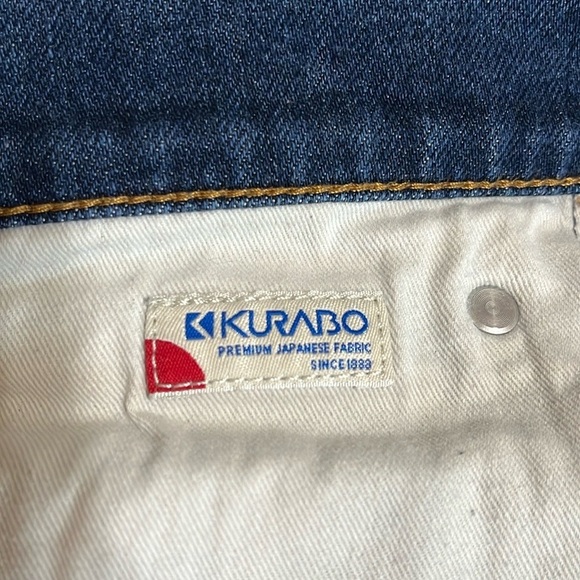 KURABO
PREMIUM JAPANESE FABRIC
SINCE 1888